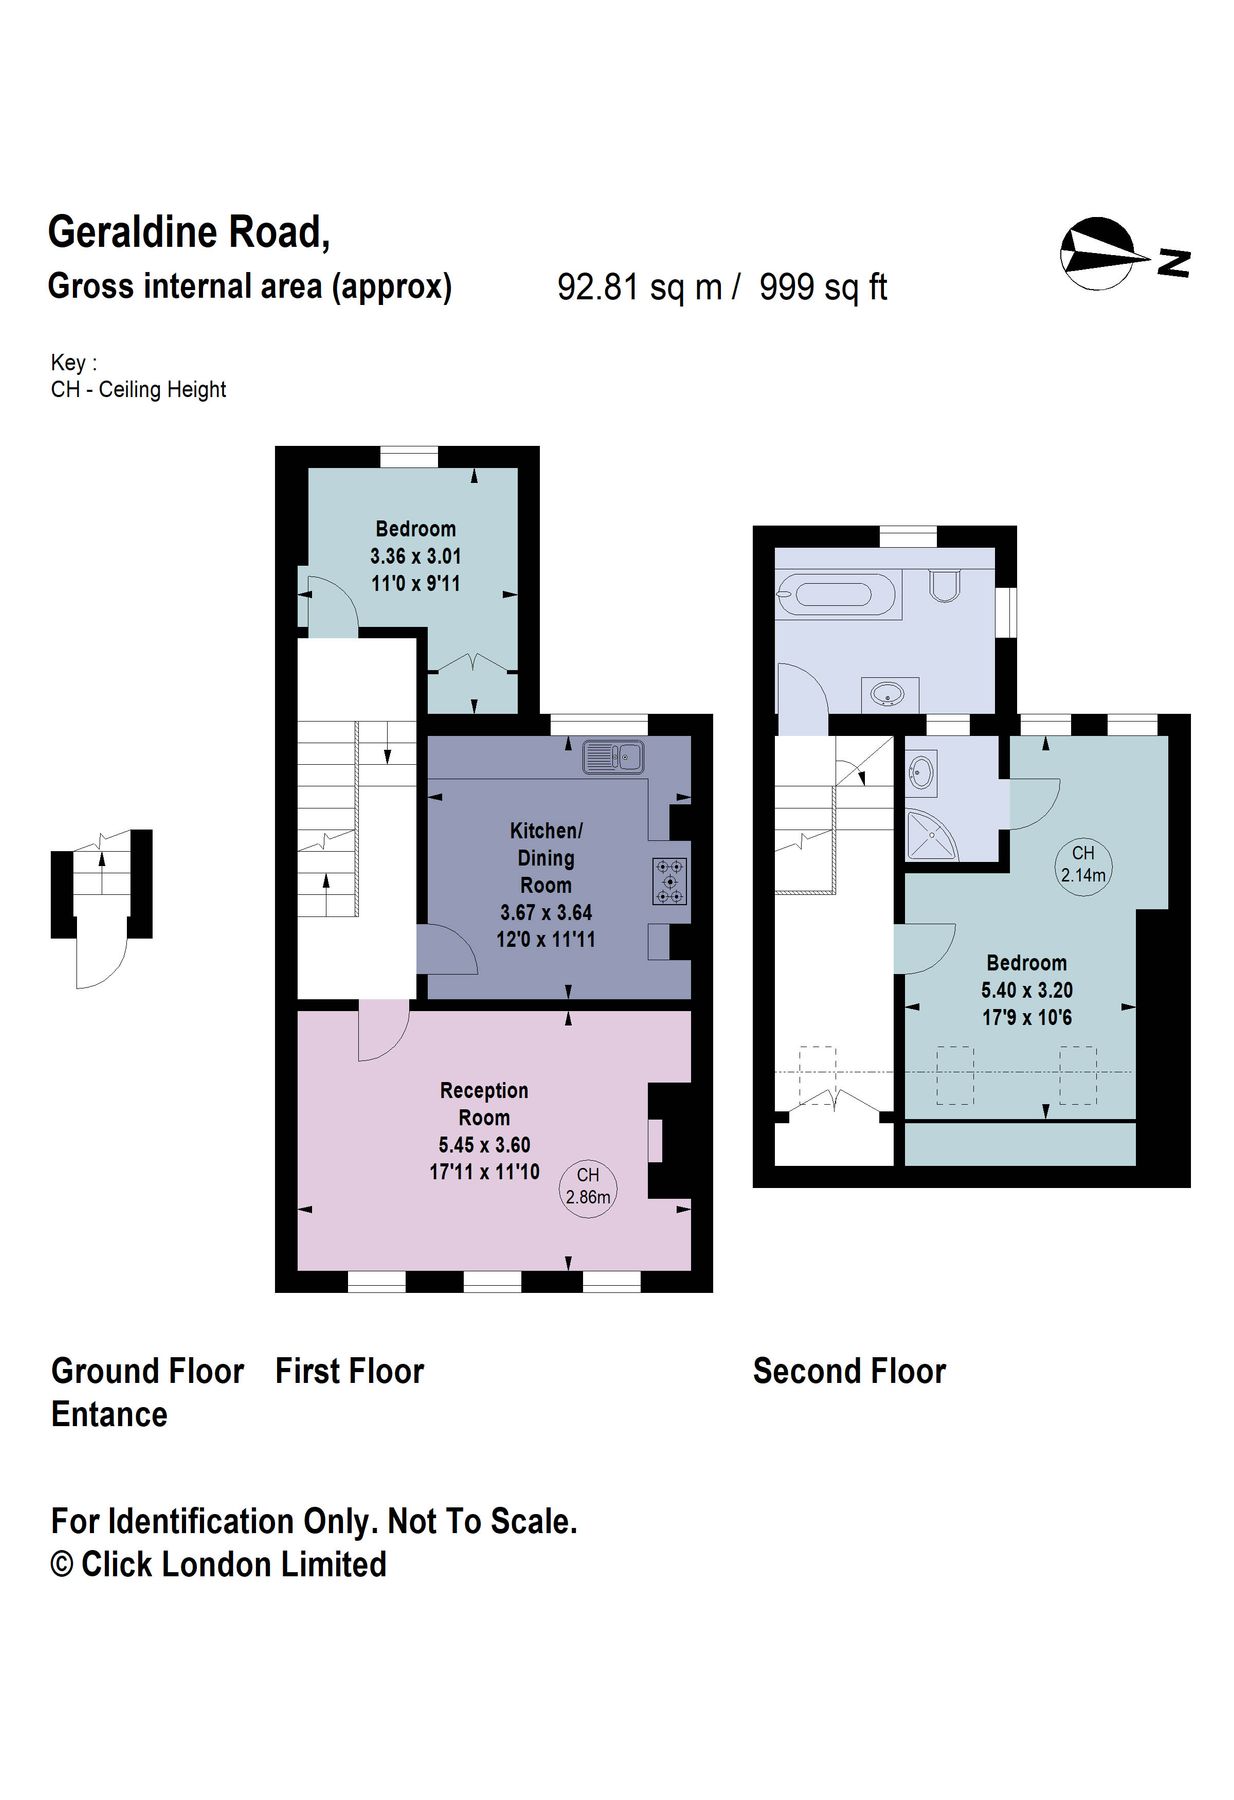 Geraldine Road,
N
Gross internal area (approx) 92.81 sq m / 999 sq ft
Key :
CH - Ceiling Height
Bedroom
3.36 x 3.01
11'0 x 9'11
Kitchen/
Dining
Room
3.67 x 3.64
12'0 x 11'11
Reception
Room
5.45 x 3.60
17'11 x 11'10
CH
2.86m
CH
2.14m
Bedroom
5.40 x 3.20
17'9 x 10'6
Ground Floor
Entance
First Floor
Second Floor
For Identification Only. Not To Scale.
© Click London Limited